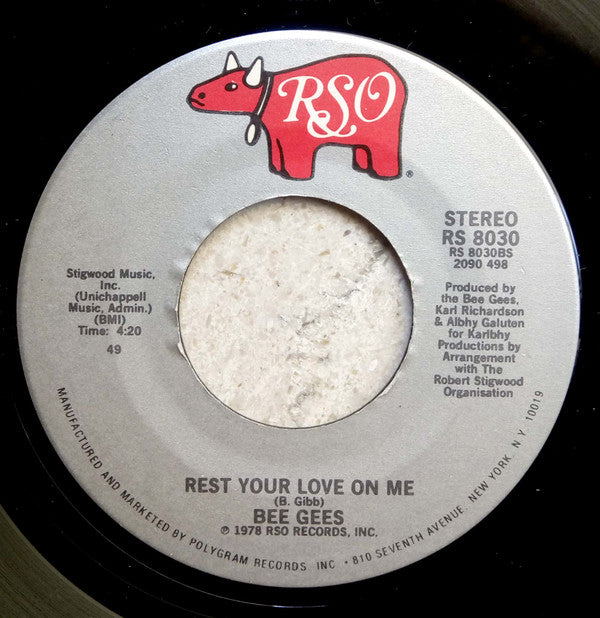 RSO
®
STEREO
RS 8030
RS 8030BS
2090 498
Stigwood Music,
Inc.
(Unichappell
Music, Admin.)
(BMI)
Time: 4:20
49
Produced by
the Bee Gees,
Karl Richardson
& Albhy Galuten
for Karlbhy
Productions by
Arrangement
with The
Robert Stigwood
Organisation
REST YOUR LOVE ON ME
(B. Gibb)
BEE GEES
℗ 1978 RSO RECORDS, INC.
MANUFACTURED AND MARKETED BY POLYGRAM RECORDS, INC • 810 SEVENTH AVENUE, NEW YORK, N.Y. 10019